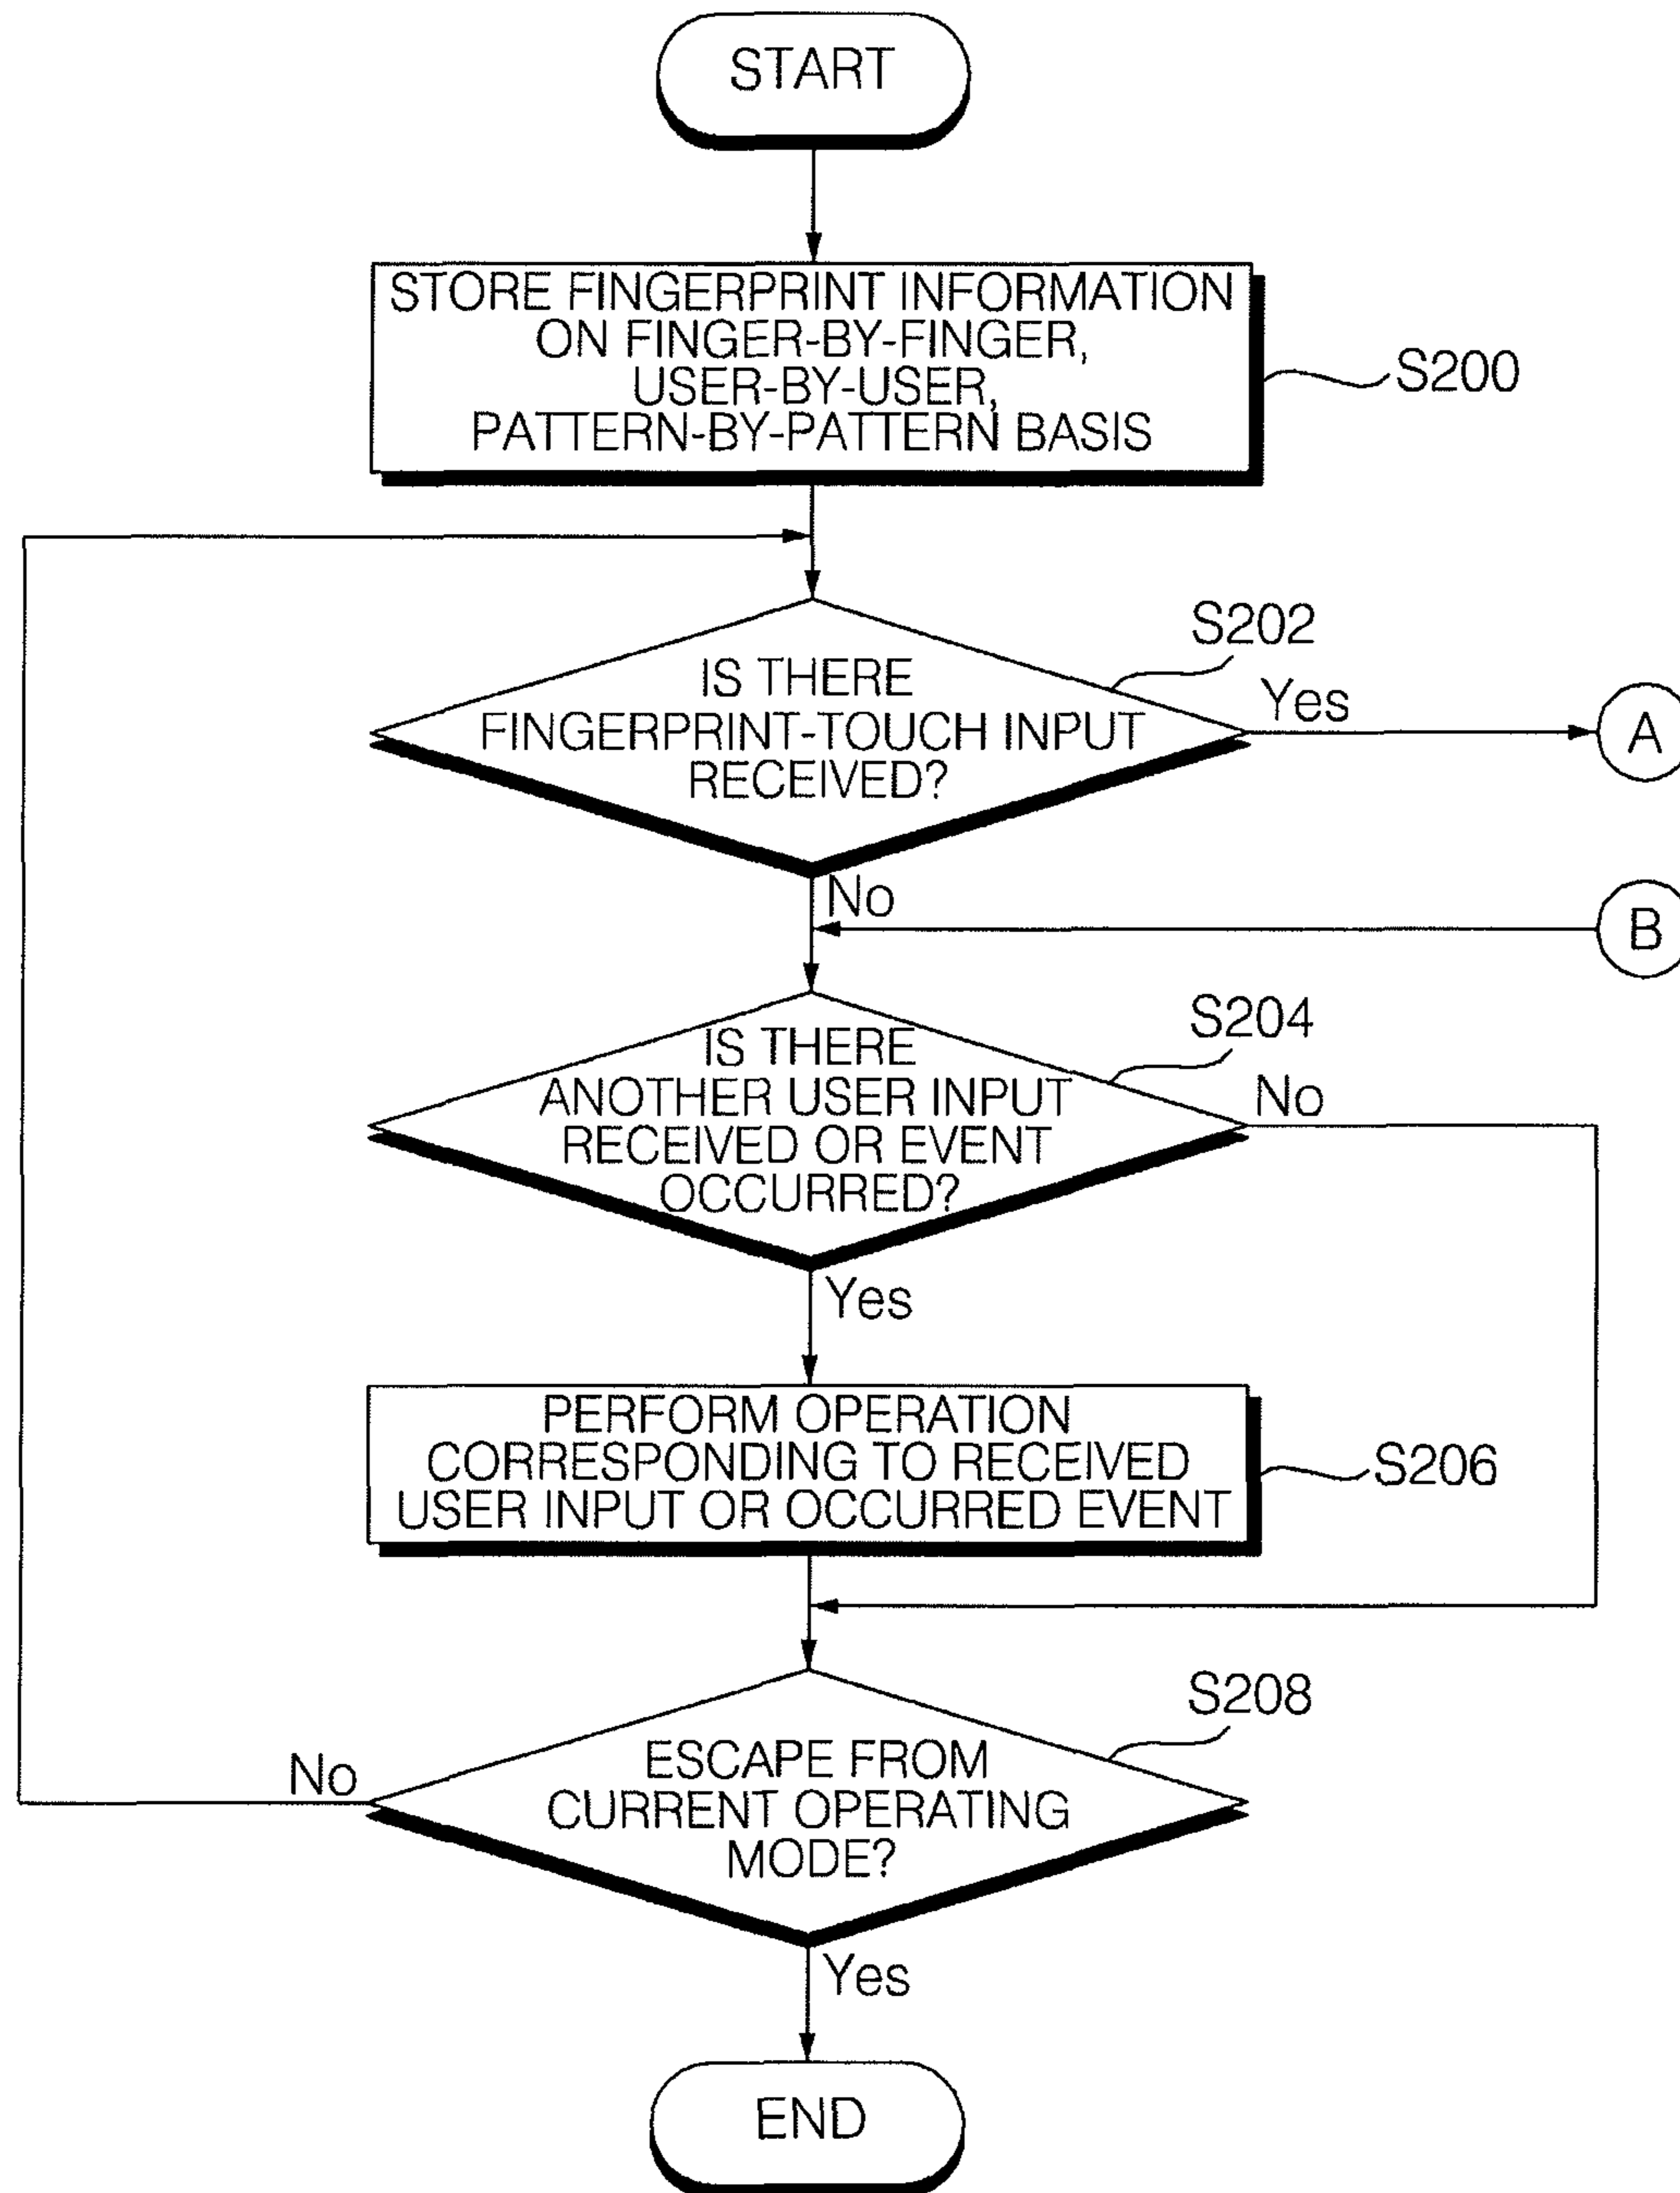 START
STORE FINGERPRINT INFORMATION
ON FINGER-BY-FINGER,
USER-BY-USER,
PATTERN-BY-PATTERN BASIS
S200
S202
IS THERE
FINGERPRINT-TOUCH INPUT
RECEIVED?
Yes
A
No
B
S204
IS THERE
ANOTHER USER INPUT
RECEIVED OR EVENT
OCCURRED?
No
Yes
PERFORM OPERATION
CORRESPONDING TO RECEIVED
USER INPUT OR OCCURRED EVENT
S206
S208
ESCAPE FROM
CURRENT OPERATING
MODE?
No
Yes
END